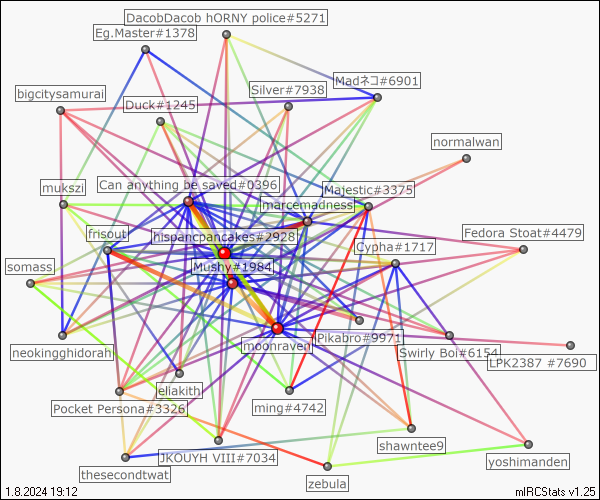 DacobDacob hORNY police#5271
Eg.Master#1378
Madネコ#6901
Silver#7938
bigcitysamurai
Duck#1245
normalwan
Can anything be saved#0396
mukszi
Majestic#3375
marcemadness
frisout
hispancpancakes#2928
Fedora Stoat#4479
Cypha#1717
somass
Mushy#1984
Pikabro#9971
moonraven
neokingghidorah
Swirly Boi#6154
LPK2387 #7690
eliakith
Pocket Persona#3326
ming#4742
shawntee9
JKOUYH VIII#7034
yoshimanden
thesecondtwat
zebula
1.8.2024 19:12
mIRCStats v1.25